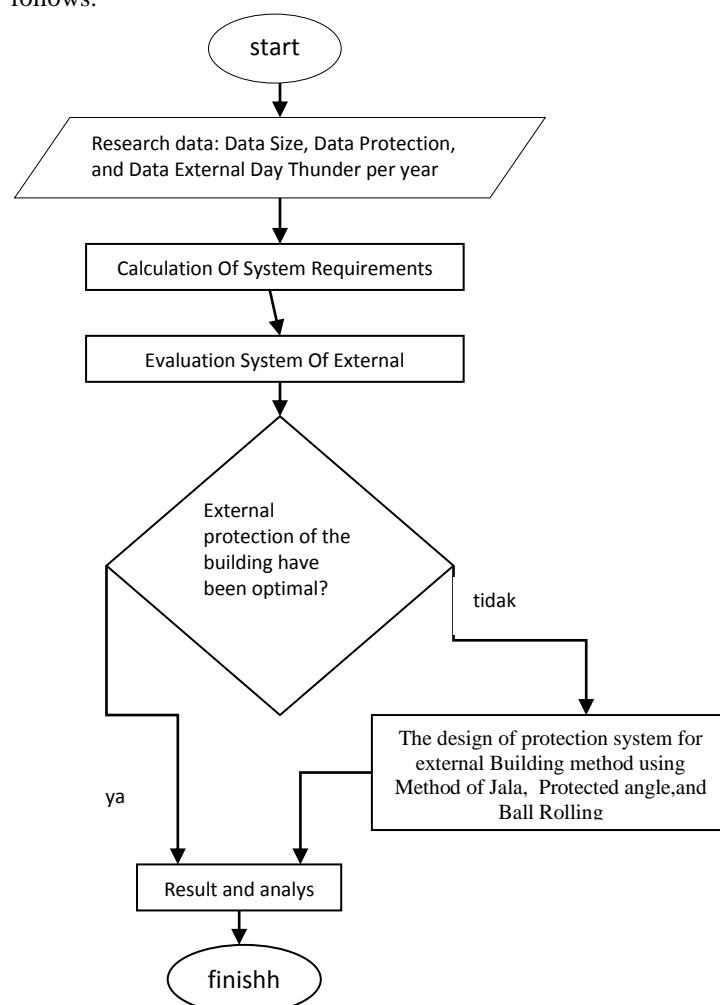 follows:
start
Research data: Data Size, Data Protection,
and Data External Day Thunder per year
Calculation Of System Requirements
Evaluation System Of External
External
protection of the
building have
been optimal?
tidak
The design of protection system for
external Building method using
Method of Jala, Protected angle,and
Ball Rolling
ya
Result and analys
finishh